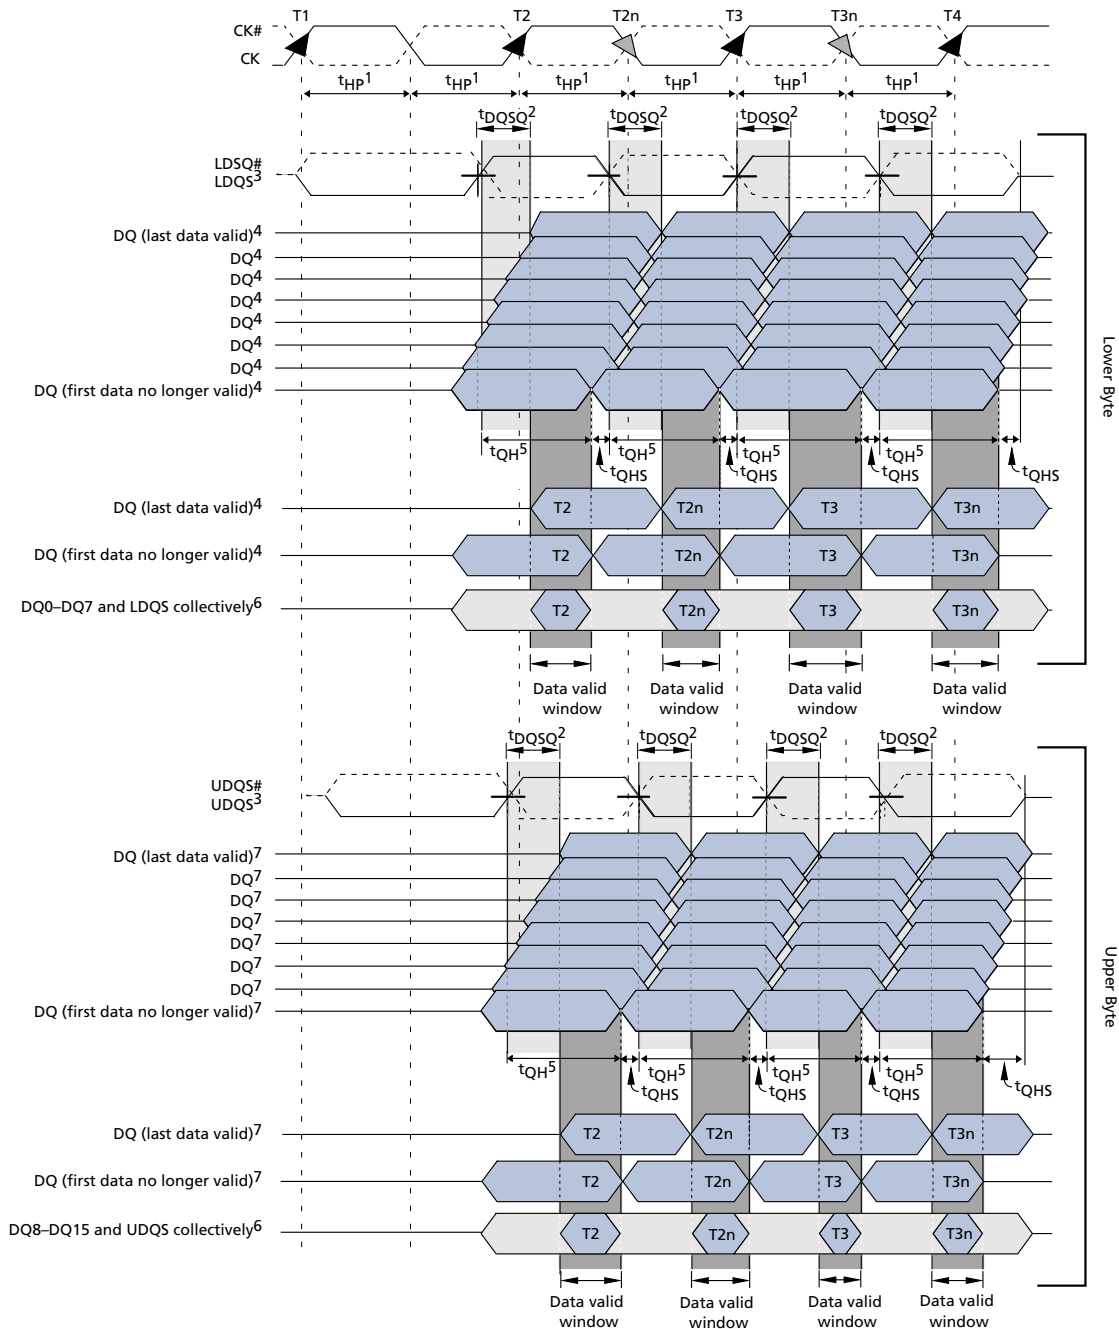 T1 T2 T2n T3 T3n T4
CK#
CK
tHP1 tHP1 tHP1 tHP1 tHP1 tHP1
tDQSQ2 tDQSQ2 tDQSQ2 tDQSQ2
LDSQ#
LDQS3
DQ (last data valid)4
DQ4
DQ4
DQ4
DQ4
DQ4
DQ4
DQ (first data no longer valid)4
Lower Byte
tQH5 tQH5 tQH5 tQH5
tQHS tQHS tQHS tQHS
DQ (last data valid)4 T2 T2n T3 T3n
DQ (first data no longer valid)4 T2 T2n T3 T3n
DQ0–DQ7 and LDQS collectively6 T2 T2n T3 T3n
Data valid Data valid Data valid Data valid
window window window window
tDQSQ2 tDQSQ2 tDQSQ2 tDQSQ2
UDQS#
UDQS3
DQ (last data valid)7
DQ7
DQ7
DQ7
DQ7
DQ7
DQ7
DQ (first data no longer valid)7
Upper Byte
tQH5 tQH5 tQH5 tQH5
tQHS tQHS tQHS tQHS
DQ (last data valid)7 T2 T2n T3 T3n
DQ (first data no longer valid)7 T2 T2n T3 T3n
DQ8–DQ15 and UDQS collectively6 T2 T2n T3 T3n
Data valid Data valid Data valid Data valid
window window window window